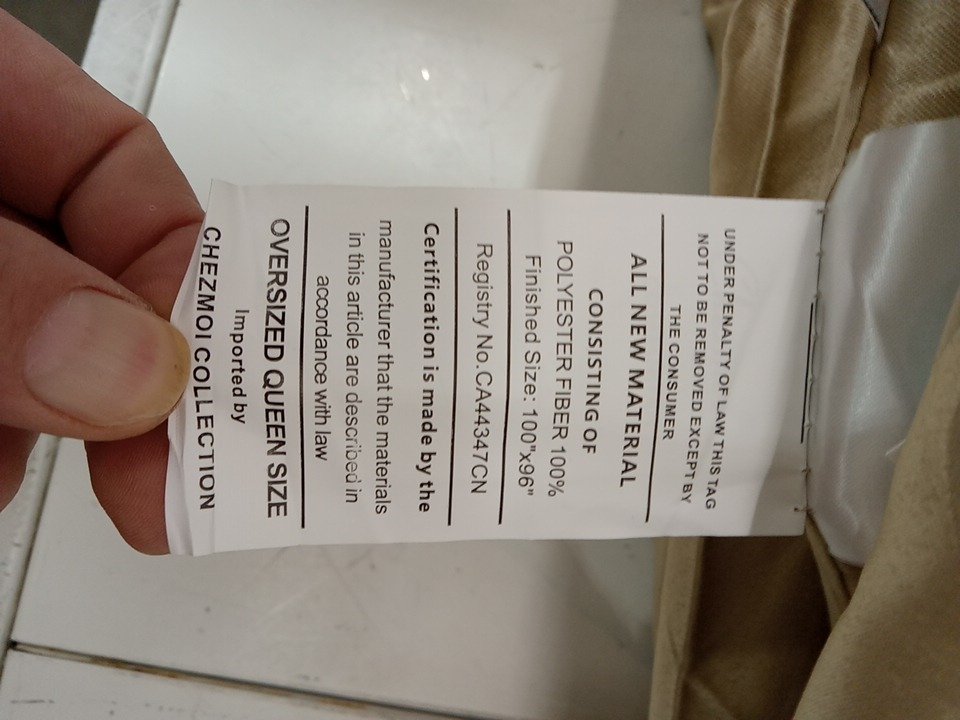 UNDER PENALTY OF LAW THIS TAG
NOT TO BE REMOVED EXCEPT BY
THE CONSUMER
ALL NEW MATERIAL
CONSISTING OF
POLYESTER FIBER 100%
Finished Size: 100"x96"
Registry No.CA44347CN
Certification is made by the
manufacturer that the materials
in this article are described in
accordance with law
OVERSIZED QUEEN SIZE
Imported by
CHEZMOI COLLECTION